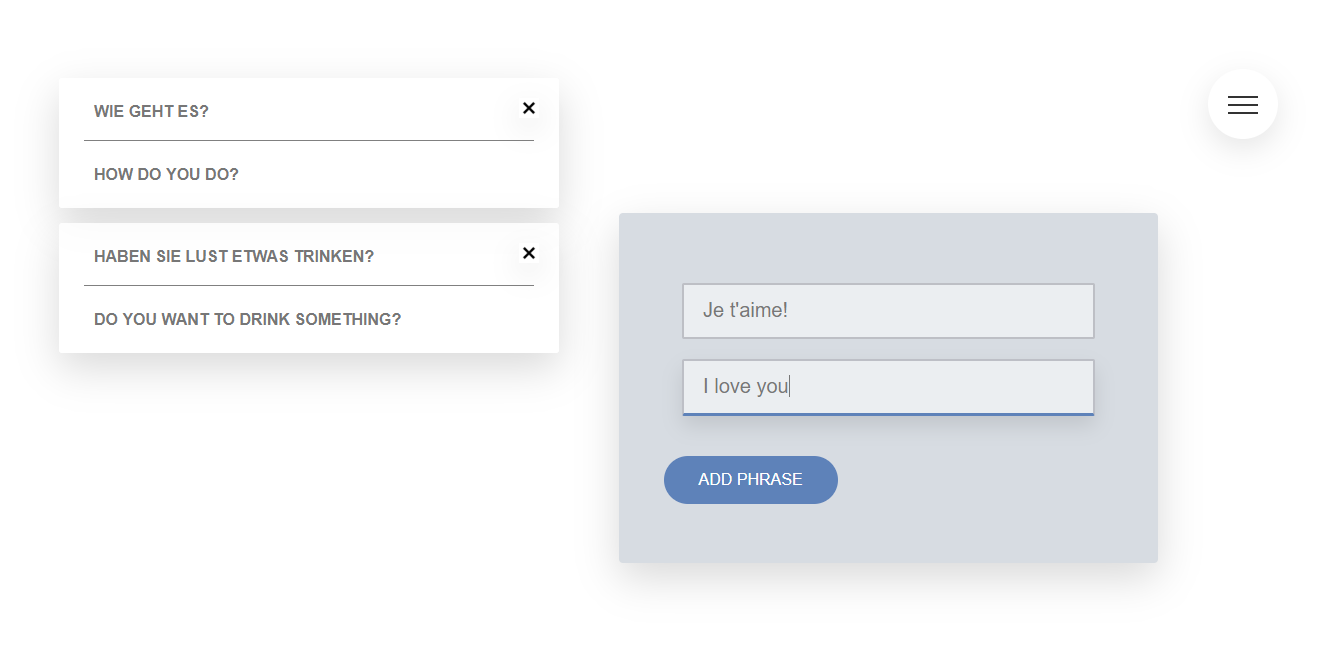 WIE GEHT ES?
HOW DO YOU DO?
HABEN SIE LUST ETWAS TRINKEN?
DO YOU WANT TO DRINK SOMETHING?
Je t'aime!
I love you
ADD PHRASE